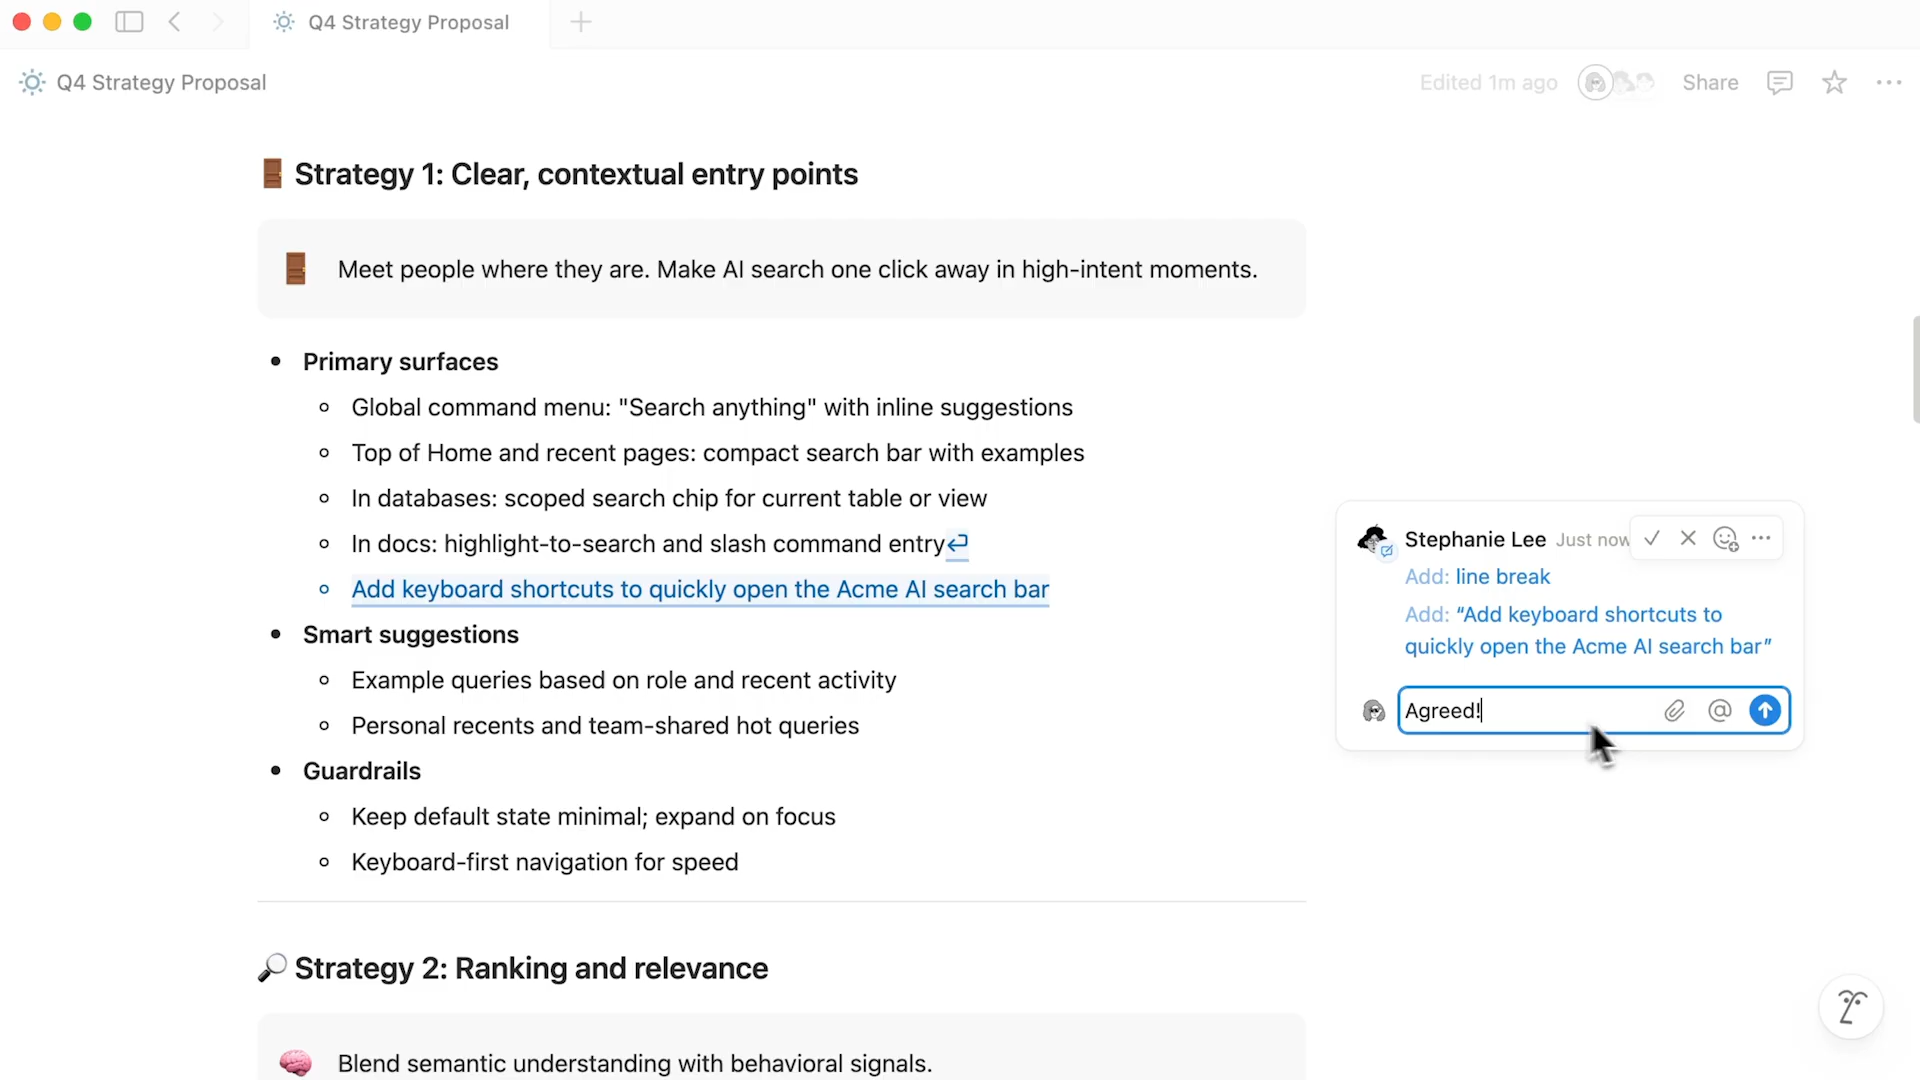 Q4 Strategy Proposal
Q4 Strategy Proposal
Edited 1m ago
Share
Strategy 1: Clear, contextual entry points
Meet people where they are. Make AI search one click away in high-intent moments.
Primary surfaces
Global command menu: "Search anything" with inline suggestions
Top of Home and recent pages: compact search bar with examples
In databases: scoped search chip for current table or view
In docs: highlight-to-search and slash command entry
Add keyboard shortcuts to quickly open the Acme AI search bar
Smart suggestions
Example queries based on role and recent activity
Personal recents and team-shared hot queries
Guardrails
Keep default state minimal; expand on focus
Keyboard-first navigation for speed
Strategy 2: Ranking and relevance
Blend semantic understanding with behavioral signals.
Stephanie Lee Just now
Add: line break
Add: “Add keyboard shortcuts to
quickly open the Acme AI search bar”
Agreed!